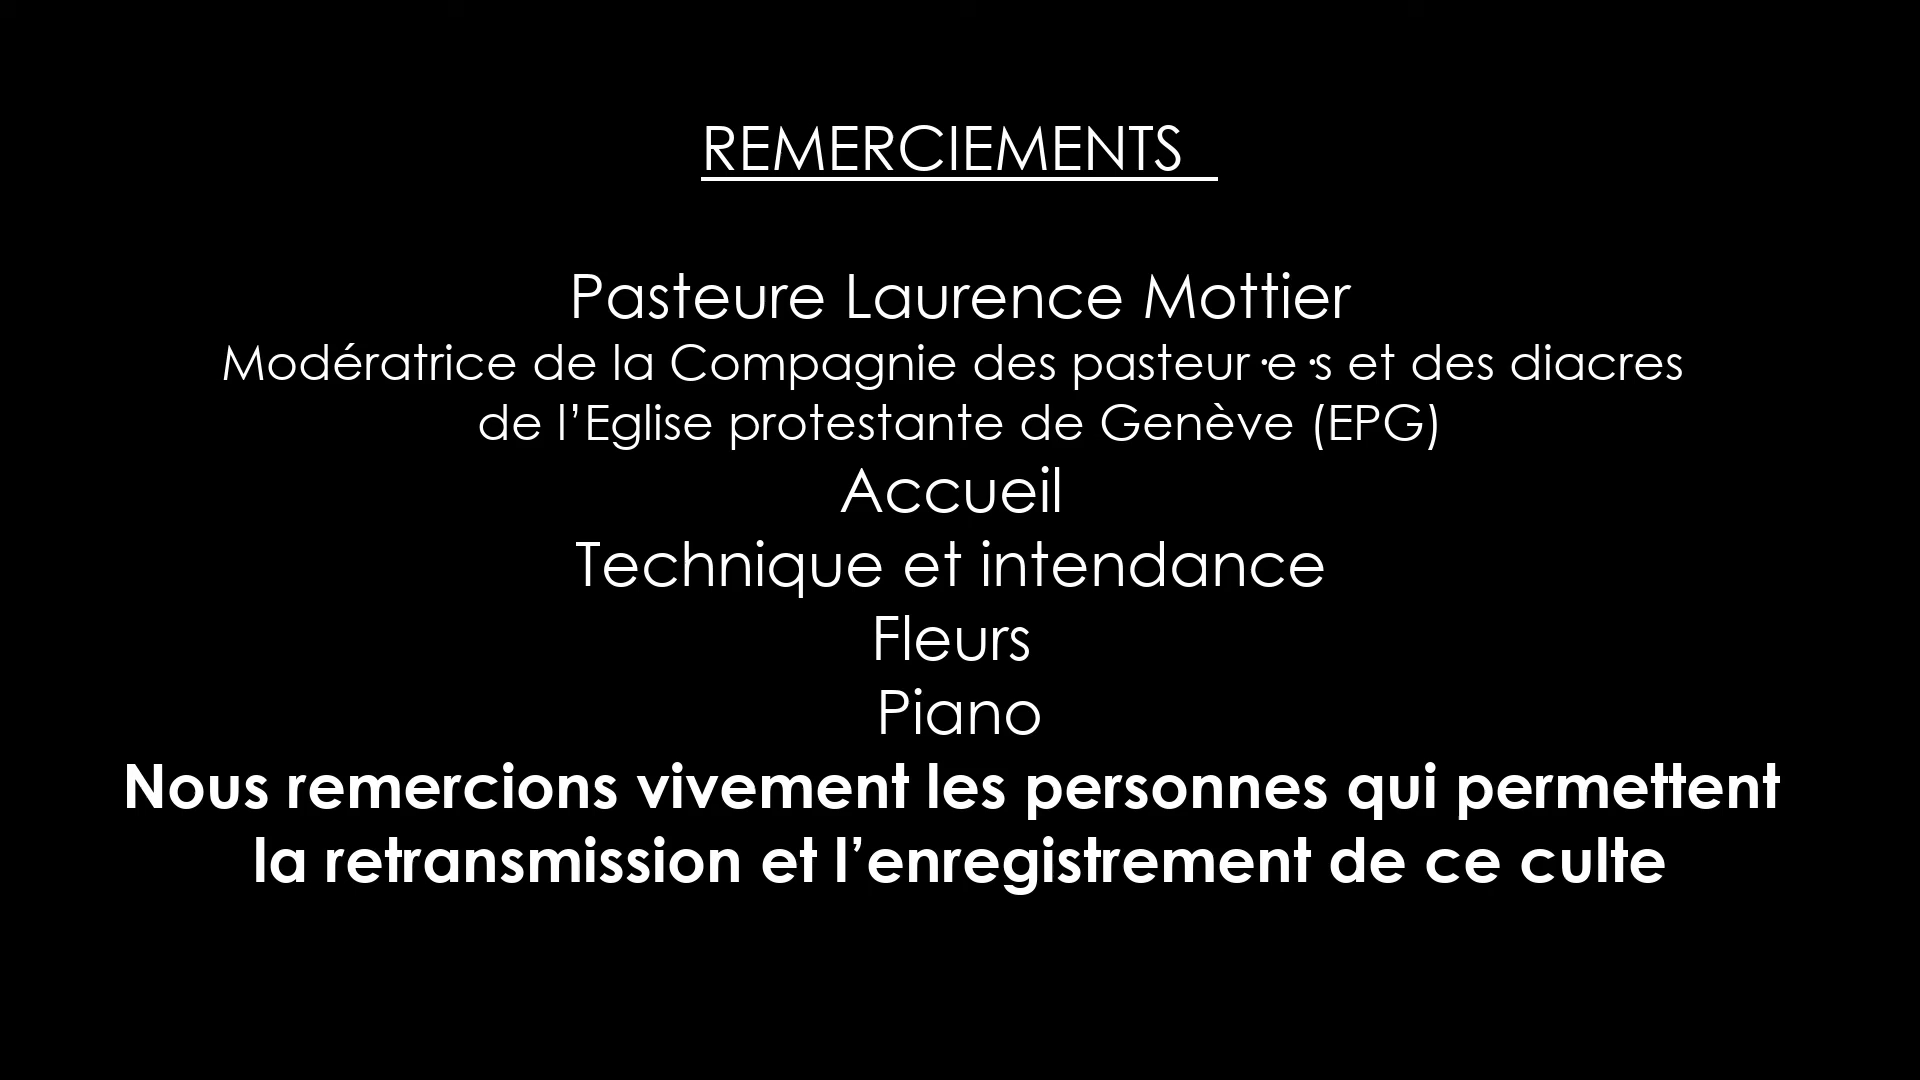 REMERCIEMENTS
Pasteure Laurence Mottier
Modératrice de la Compagnie des pasteur·e·s et des diacres
de l’Eglise protestante de Genève (EPG)
Accueil
Technique et intendance
Fleurs
Piano
Nous remercions vivement les personnes qui permettent
la retransmission et l’enregistrement de ce culte